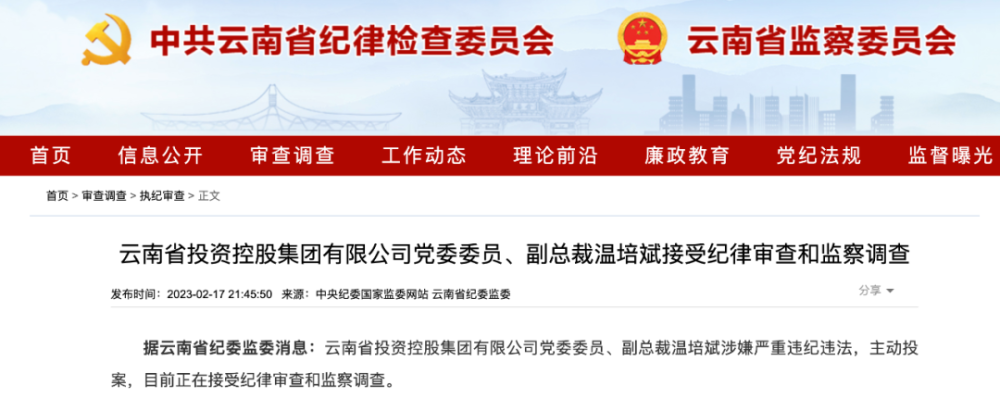 中共云南省纪律检查委员会 云南省监察委员会
首页 信息公开 审查调查 工作动态 理论前沿 廉政教育 党纪法规 监督曝光
首页 > 审查调查 > 执纪审查 > 正文
云南省投资控股集团有限公司党委委员、副总裁温培斌接受纪律审查和监察调查
发布时间：2023-02-17 21:45:50 来源：中央纪委国家监委网站 云南省纪委监委 分享
据云南省纪委监委消息：云南省投资控股集团有限公司党委委员、副总裁温培斌涉嫌严重违纪违法，主动投
案，目前正在接受纪律审查和监察调查。